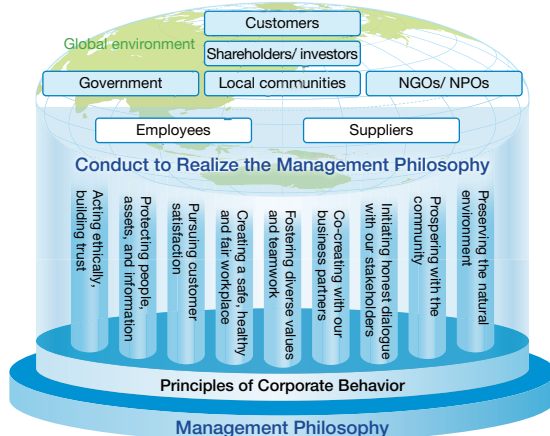 Customers
Global environment
Shareholders/ investors
Government
Local communities
NGOs/ NPOs
Employees
Suppliers
Conduct to Realize the Management Philosophy
Acting ethically,
building trust
Protecting people,
assets, and information
Pursuing customer
satisfaction
Creating a safe, healthy
and fair workplace
Fostering diverse values
and teamwork
Co-creating with our
business partners
Initiating honest dialogue
with our stakeholders
Prospering with the
community
Preserving the natural
environment
Principles of Corporate Behavior
Management Philosophy